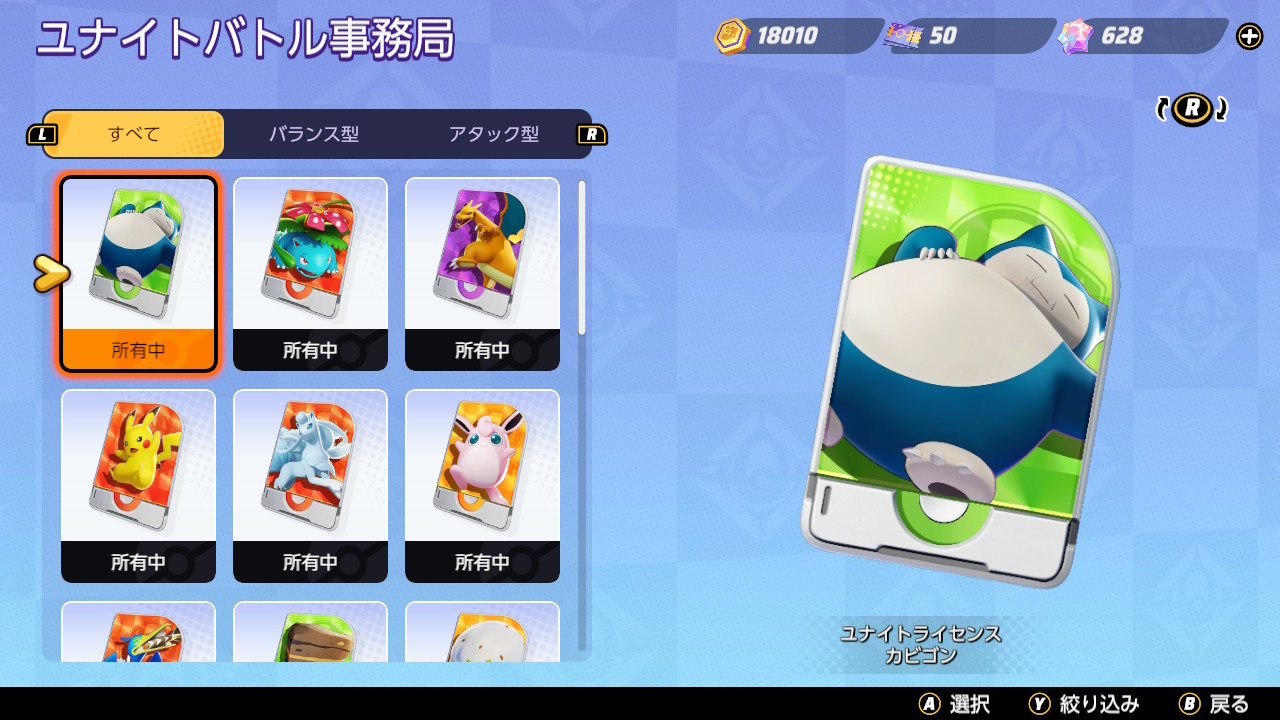 ユナイトバトル事務局
18010
50
628
R
L すべて バランス型 アタック型 R
所有中 所有中 所有中
所有中 所有中 所有中
ユナイトライセンス
カビゴン
A 選択 Y 絞り込み B 戻る